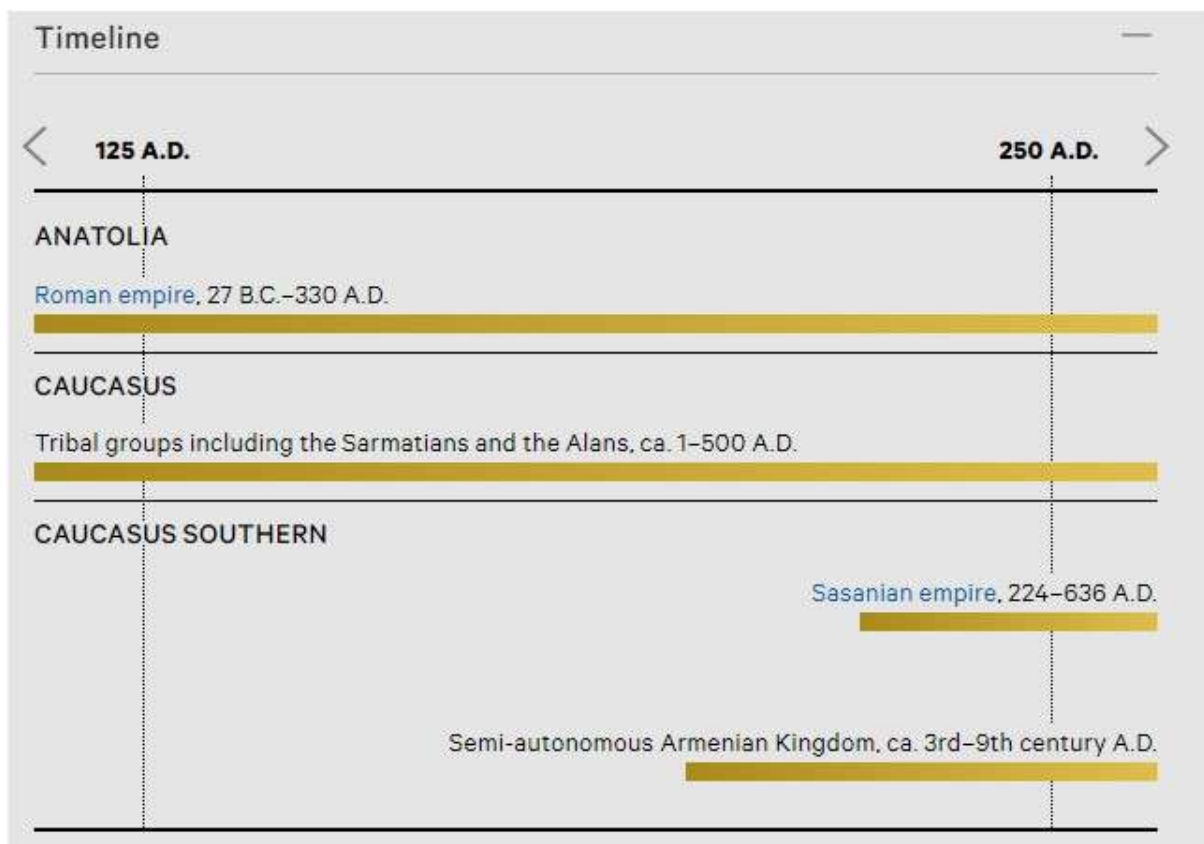 Timeline
125 A.D. 250 A.D.
ANATOLIA
Roman empire, 27 B.C.–330 A.D.
CAUCASUS
Tribal groups including the Sarmatians and the Alans, ca. 1–500 A.D.
CAUCASUS SOUTHERN
Sasanian empire, 224–636 A.D.
Semi-autonomous Armenian Kingdom, ca. 3rd–9th century A.D.